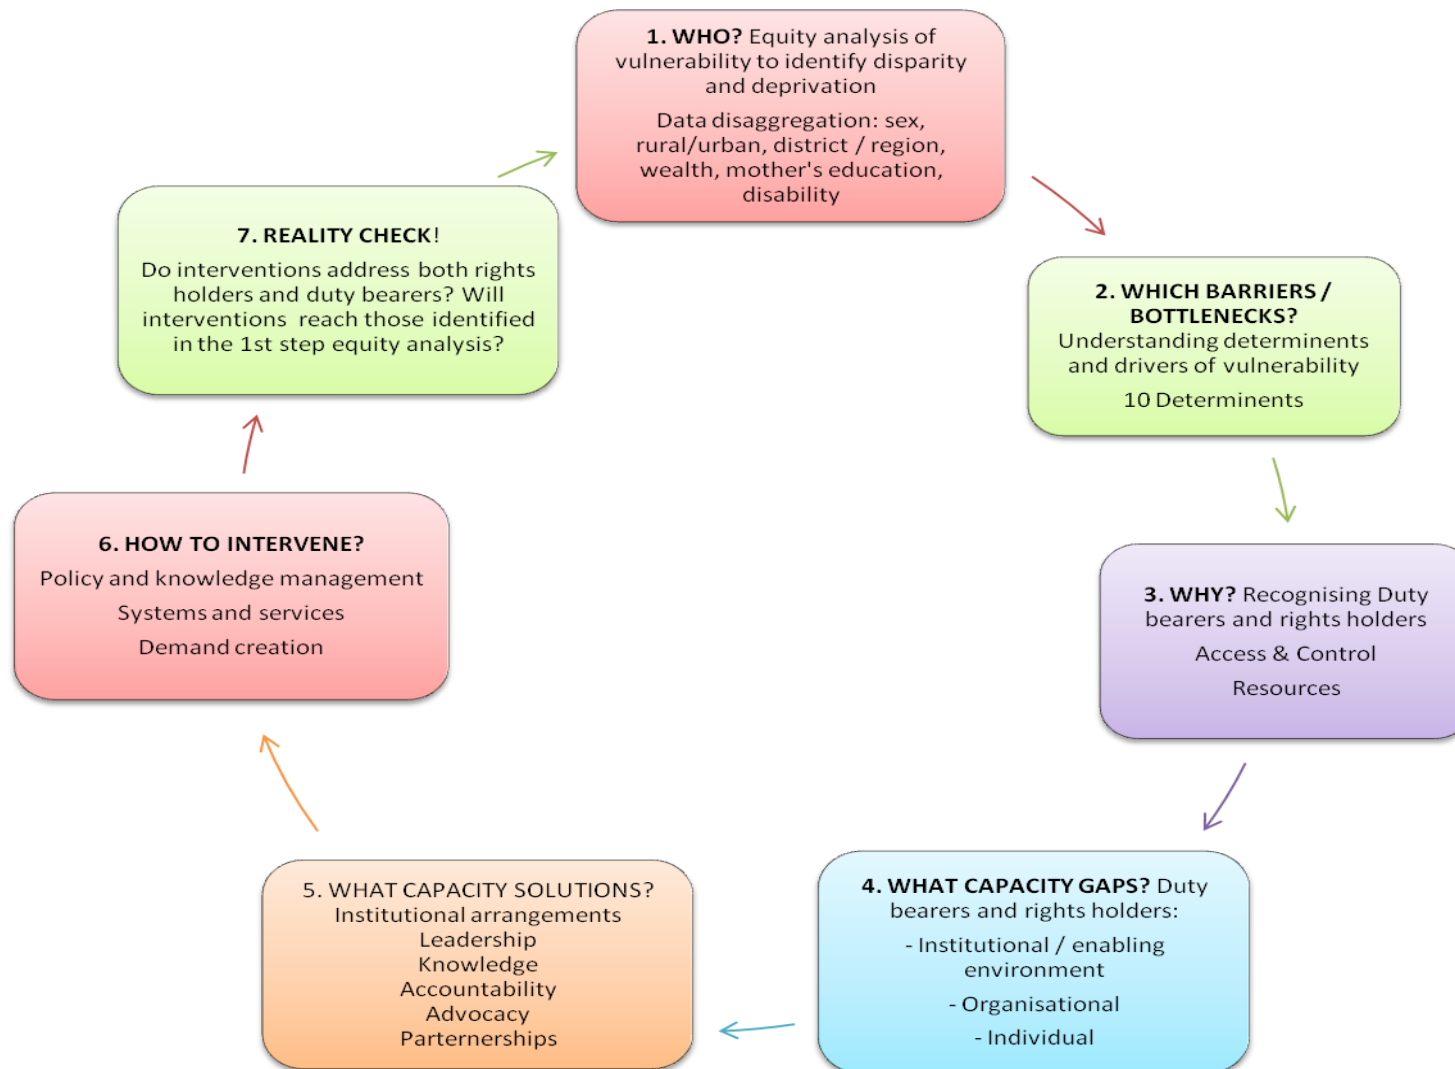 1. WHO? Equity analysis of
vulnerability to identify disparity
and deprivation
Data disaggregation: sex,
rural/urban, district / region,
wealth, mother's education,
disability
2. WHICH BARRIERS /
BOTTLENECKS?
Understanding determinents
and drivers of vulnerability
10 Determinents
3. WHY? Recognising Duty
bearers and rights holders
Access & Control
Resources
4. WHAT CAPACITY GAPS? Duty
bearers and rights holders:
- Institutional / enabling
environment
- Organisational
- Individual
5. WHAT CAPACITY SOLUTIONS?
Institutional arrangements
Leadership
Knowledge
Accountability
Advocacy
Parternerships
6. HOW TO INTERVENE?
Policy and knowledge management
Systems and services
Demand creation
7. REALITY CHECK!
Do interventions address both rights
holders and duty bearers? Will
interventions reach those identified
in the 1st step equity analysis?